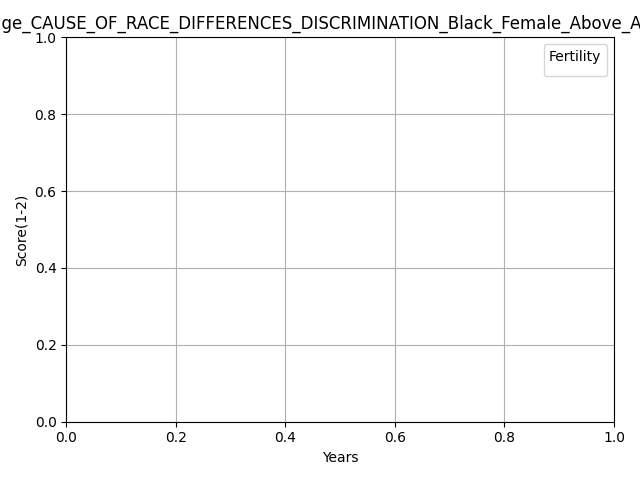 ge_CAUSE_OF_RACE_DIFFERENCES_DISCRIMINATION_Black_Female_Above_A
Fertility
Score(1-2)
1.0
0.8
0.6
0.4
0.2
0.0
0.0 0.2 0.4 0.6 0.8 1.0
Years